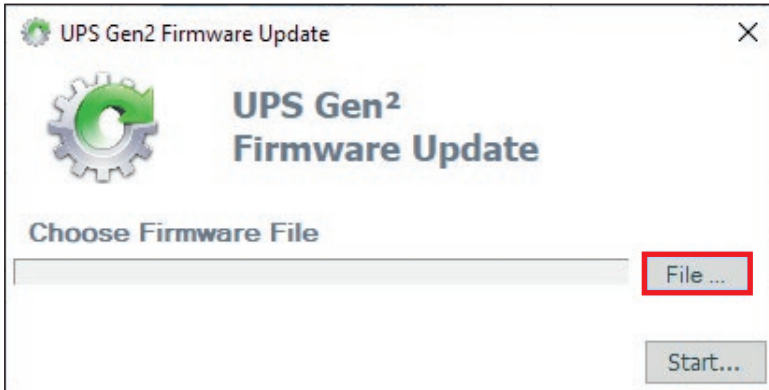 UPS Gen2 Firmware Update
UPS Gen²
Firmware Update
Choose Firmware File
File ...
Start...